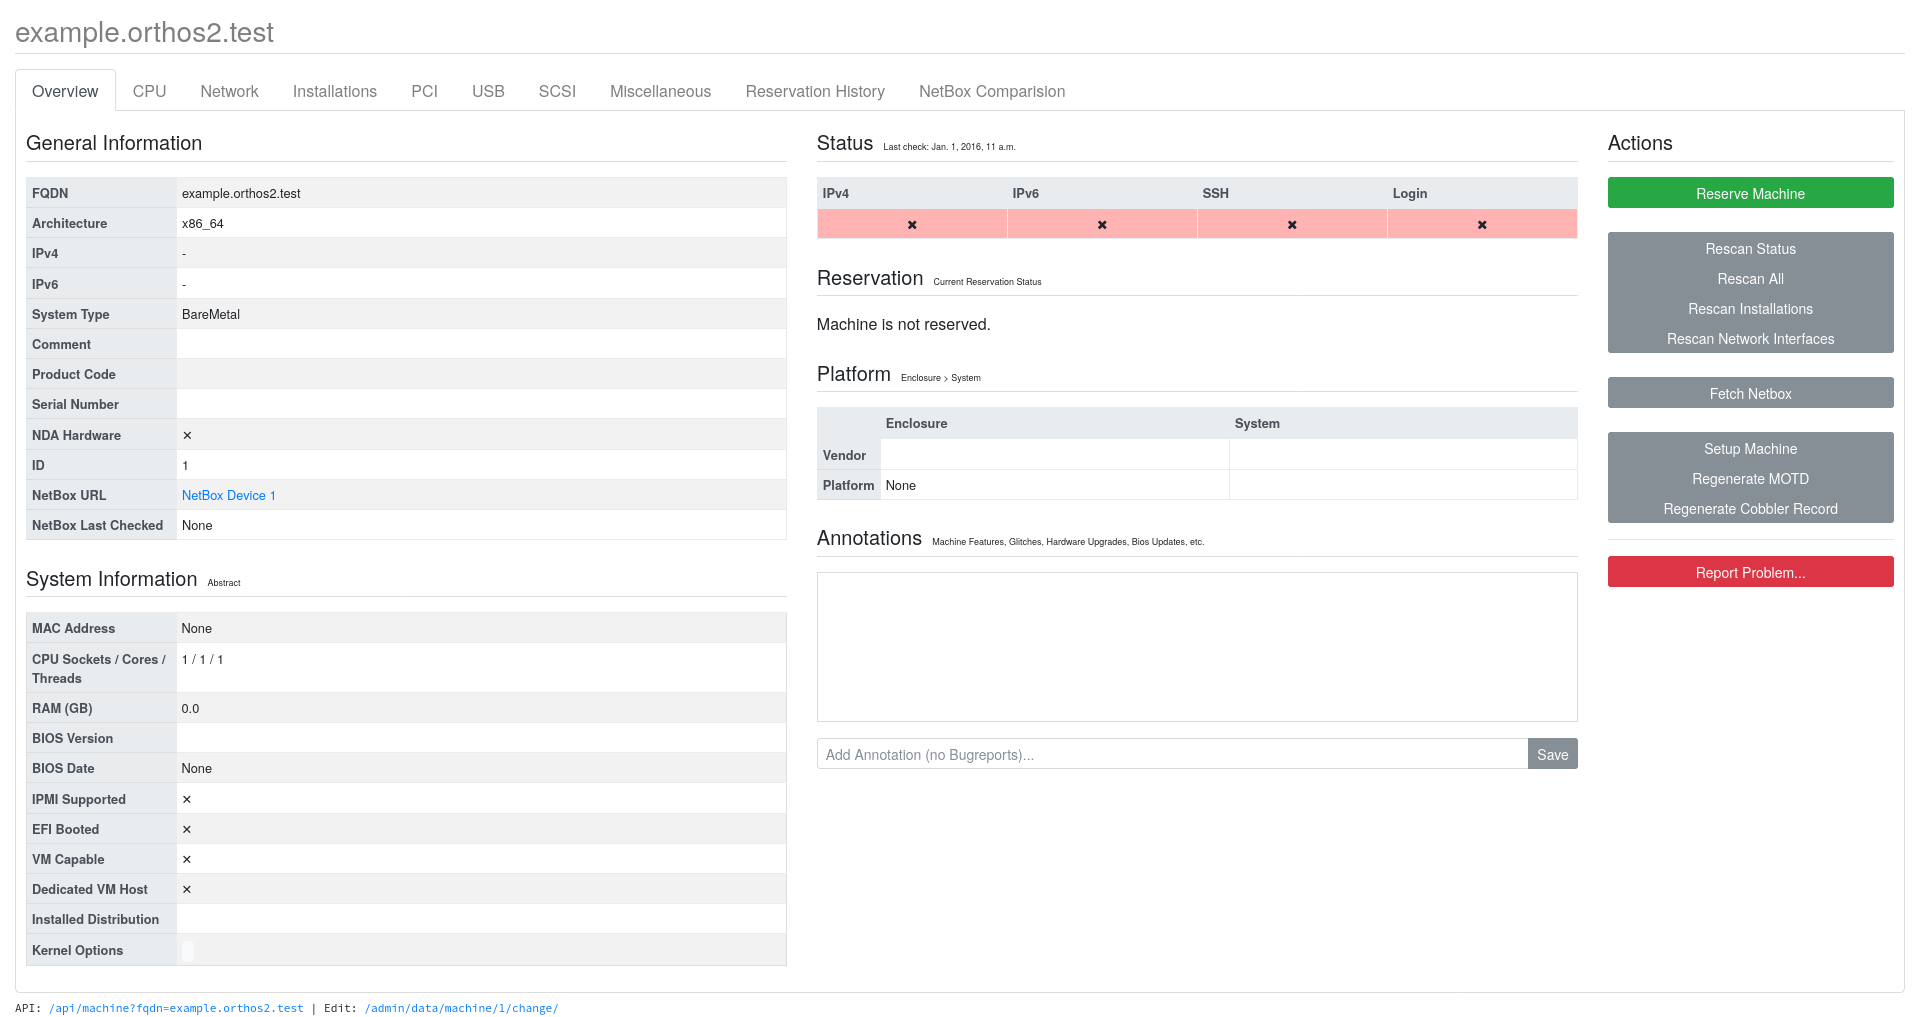 example.orthos2.test
Overview CPU Network Installations PCI USB SCSI Miscellaneous Reservation History NetBox Comparision
General Information
FQDN example.orthos2.test
Architecture x86_64
IPv4 -
IPv6 -
System Type BareMetal
Comment
Product Code
Serial Number
NDA Hardware ✕
ID 1
NetBox URL NetBox Device 1
NetBox Last Checked None
System Information Abstract
MAC Address None
CPU Sockets / Cores / 1 / 1 / 1
Threads
RAM (GB) 0.0
BIOS Version
BIOS Date None
IPMI Supported ✕
EFI Booted ✕
VM Capable ✕
Dedicated VM Host ✕
Installed Distribution
Kernel Options
Status Last check: Jan. 1, 2016, 11 a.m.
IPv4 IPv6 SSH Login
✖ ✖ ✖ ✖
Reservation Current Reservation Status
Machine is not reserved.
Platform Enclosure > System
Enclosure System
Vendor
Platform None
Annotations Machine Features, Glitches, Hardware Upgrades, Bios Updates, etc.
Add Annotation (no Bugreports)... Save
Actions
Reserve Machine
Rescan Status
Rescan All
Rescan Installations
Rescan Network Interfaces
Fetch Netbox
Setup Machine
Regenerate MOTD
Regenerate Cobbler Record
Report Problem...
API: /api/machine?fqdn=example.orthos2.test | Edit: /admin/data/machine/1/change/